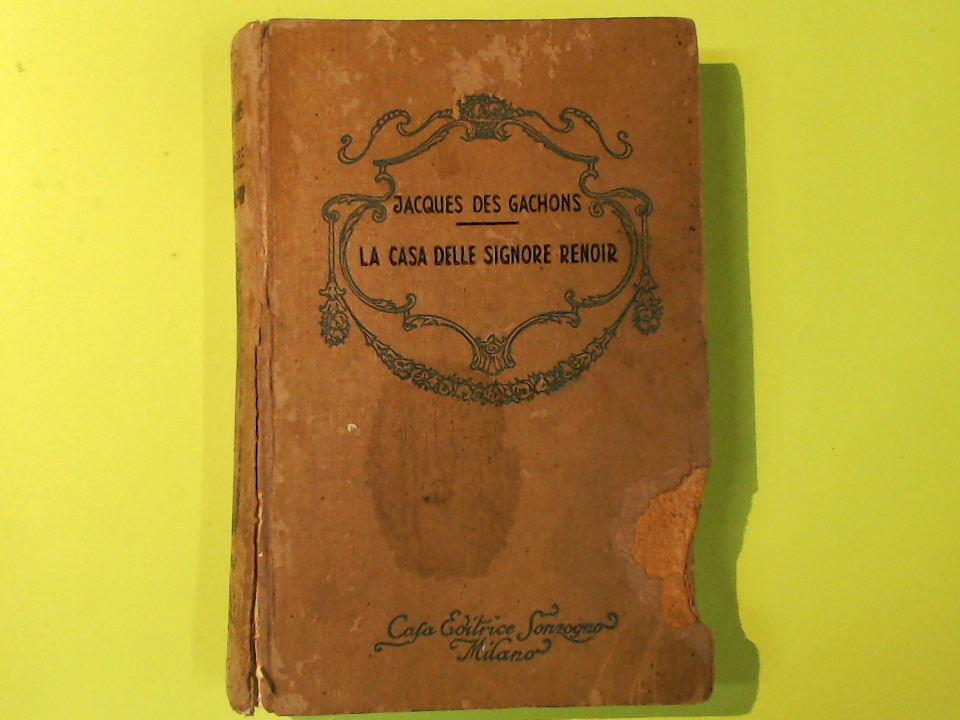 JACQUES DES GACHONS
LA CASA DELLE SIGNORE RENOIR
Casa Editrice Sonzogno
Milano